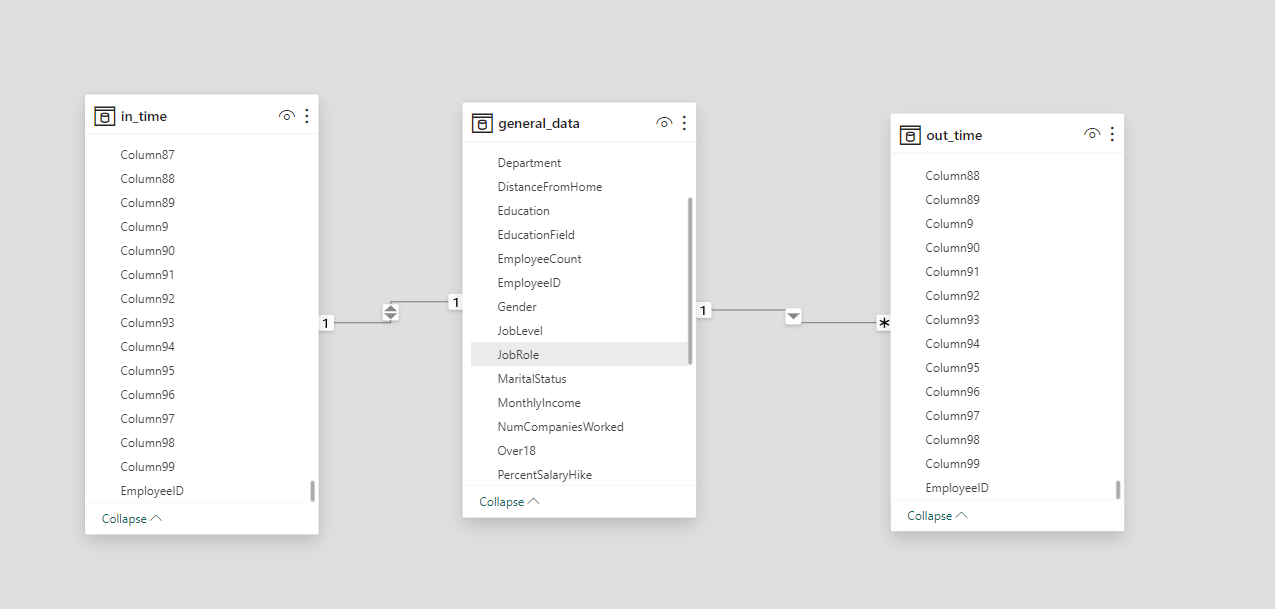 in_time
Column87
Column88
Column89
Column9
Column90
Column91
Column92
Column93
Column94
Column95
Column96
Column97
Column98
Column99
EmployeeID
Collapse
1
1
general_data
Department
DistanceFromHome
Education
EducationField
EmployeeCount
EmployeeID
Gender
JobLevel
JobRole
MaritalStatus
MonthlyIncome
NumCompaniesWorked
Over18
PercentSalaryHike
Collapse
1
*
out_time
Column88
Column89
Column9
Column90
Column91
Column92
Column93
Column94
Column95
Column96
Column97
Column98
Column99
EmployeeID
Collapse